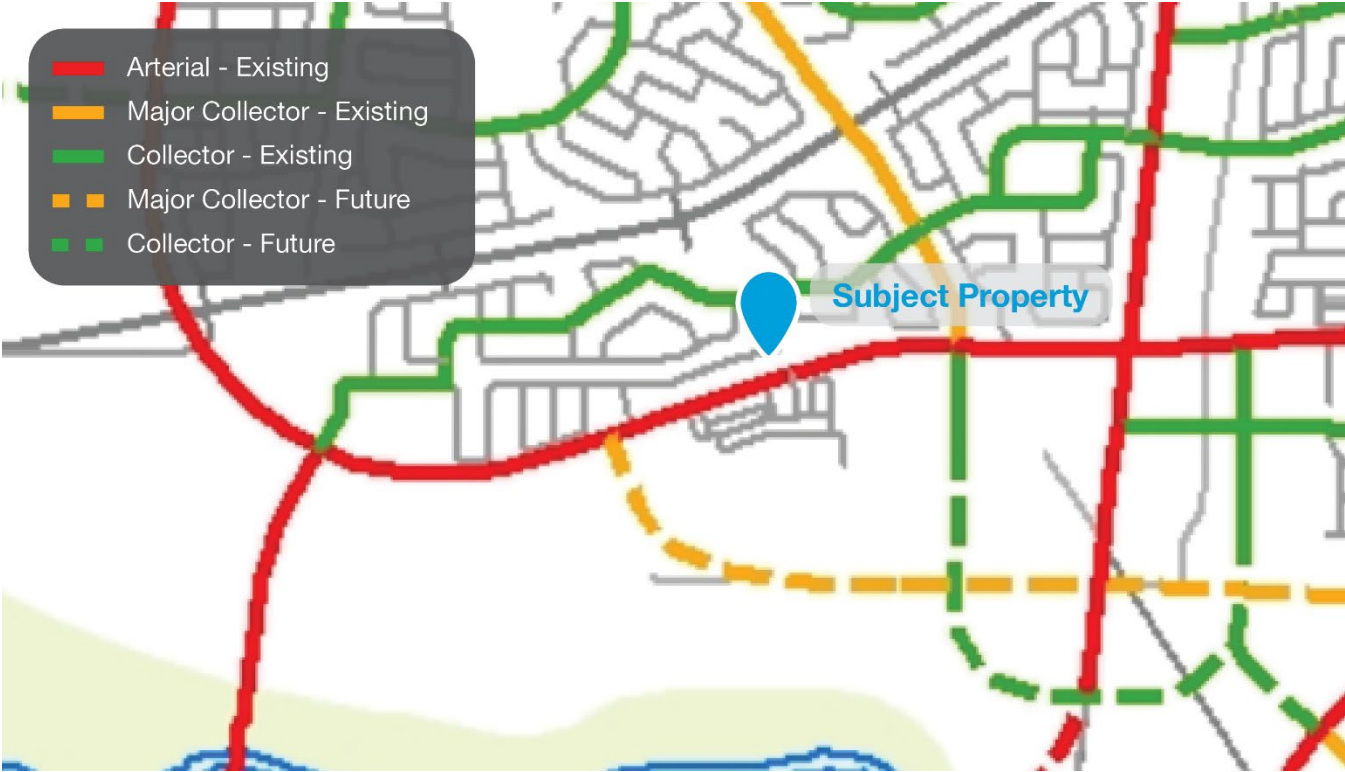 Arterial - Existing
Major Collector - Existing
Collector - Existing
Major Collector - Future
Collector - Future
Subject Property